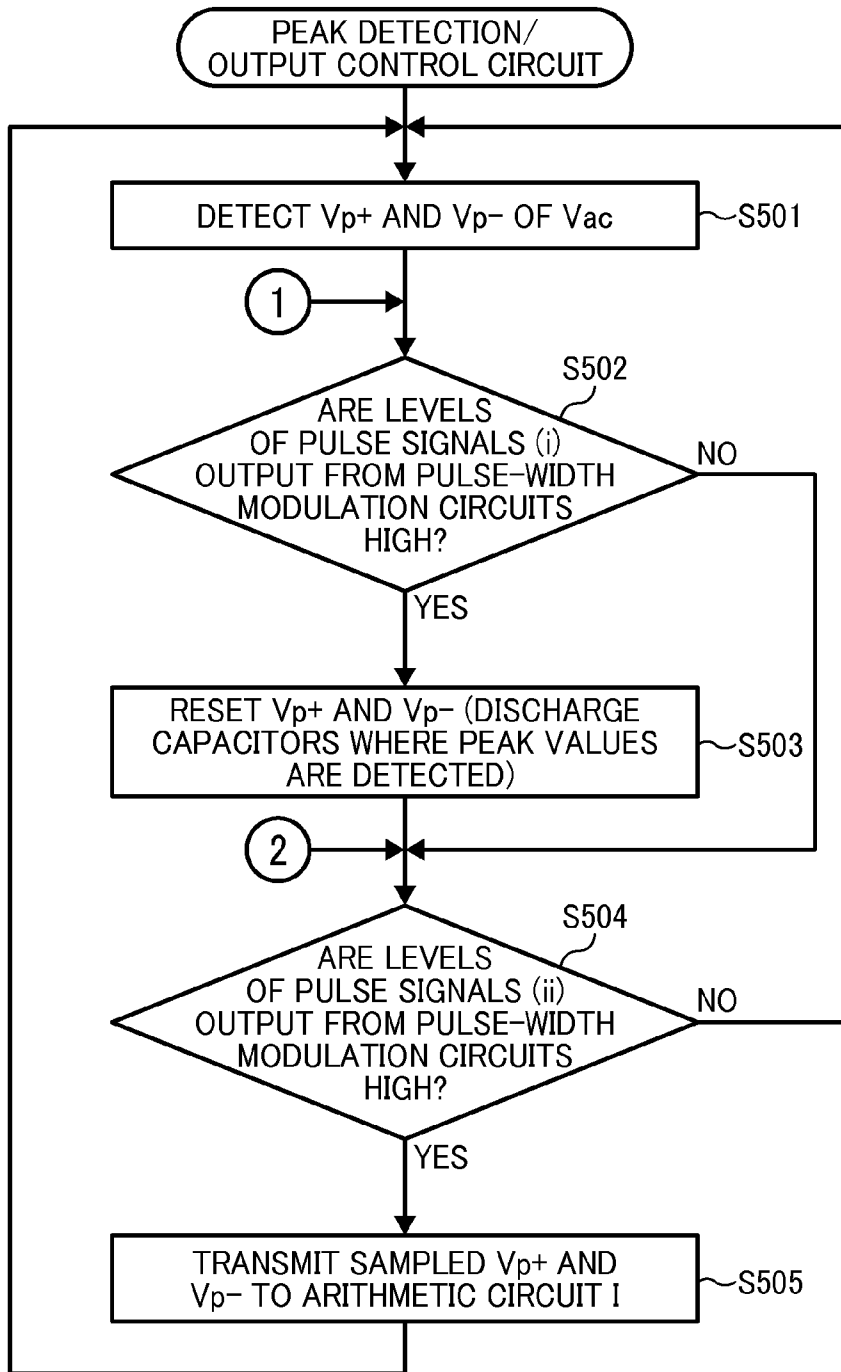 PEAK DETECTION/
OUTPUT CONTROL CIRCUIT
DETECT Vp+ AND Vp- OF Vac
S501
1
S502
ARE LEVELS
OF PULSE SIGNALS (i)
OUTPUT FROM PULSE-WIDTH
MODULATION CIRCUITS
HIGH?
NO
YES
RESET Vp+ AND Vp- (DISCHARGE
CAPACITORS WHERE PEAK VALUES
ARE DETECTED)
S503
2
S504
ARE LEVELS
OF PULSE SIGNALS (ii)
OUTPUT FROM PULSE-WIDTH
MODULATION CIRCUITS
HIGH?
NO
YES
TRANSMIT SAMPLED Vp+ AND
Vp- TO ARITHMETIC CIRCUIT I
S505